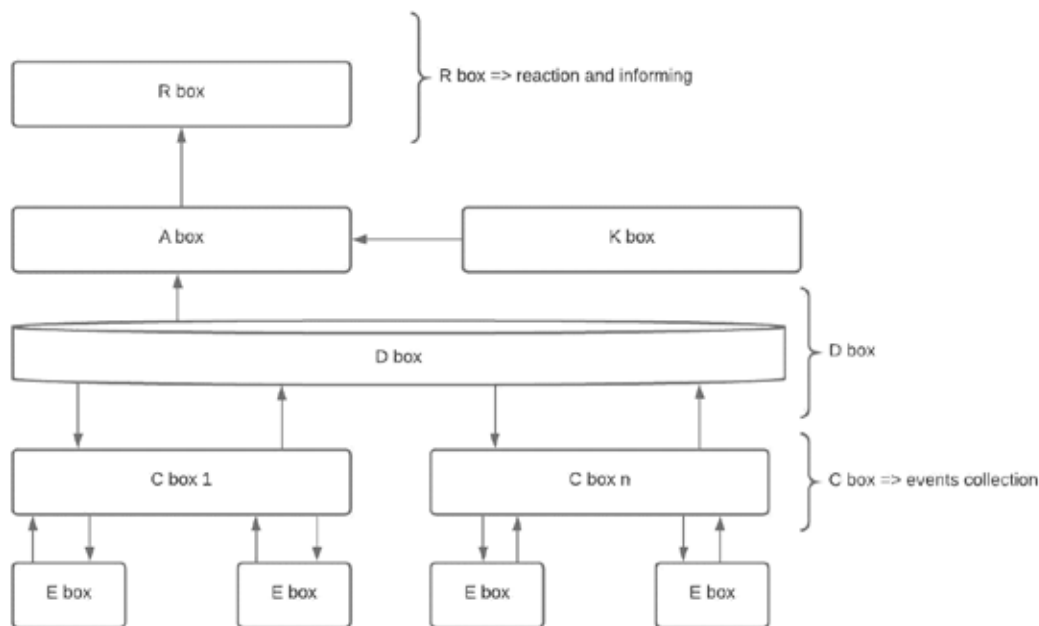 R box => reaction and informing
R box
A box
K box
D box
D box
C box 1
C box n
C box => events collection
E box
E box
E box
E box